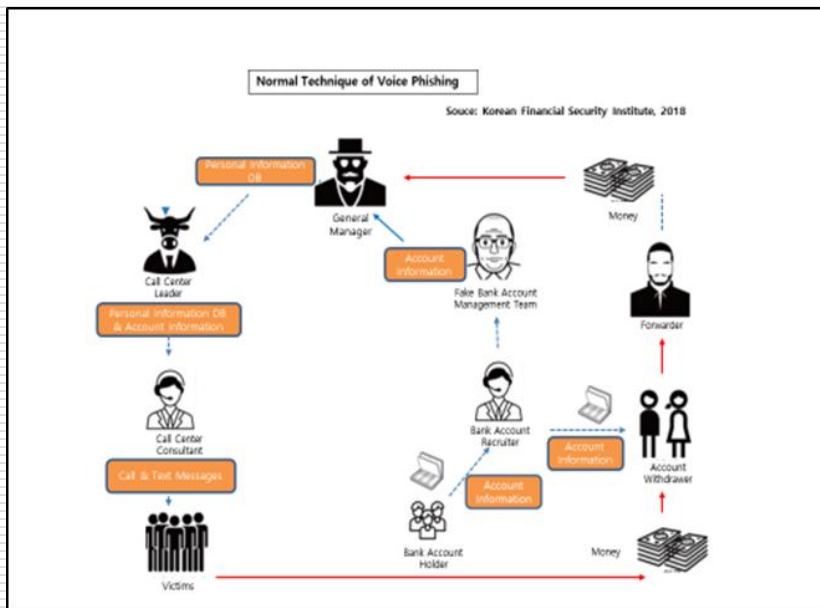 Normal Technique of Voice Phishing
Souce: Korean Financial Security Institute, 2018
Personal Information
DB
General
Manager
Money
Call Center
Leader
Account
Information
Fake Bank Account
Management Team
Forwarder
Personal Information DB
& Account information
Call Center
Consultant
Bank Account
Recruiter
Account
Information
Account
Withdrawer
Call & Text Messages
Account
Information
Bank Account
Holder
Money
Victims